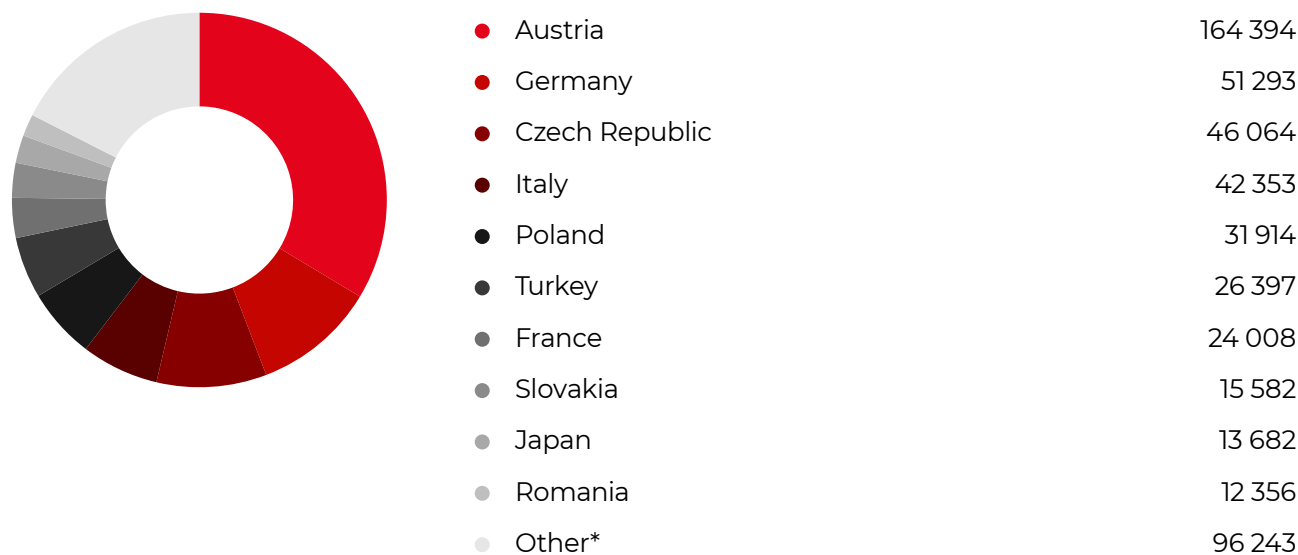 Austria 164 394
Germany 51 293
Czech Republic 46 064
Italy 42 353
Poland 31 914
Turkey 26 397
France 24 008
Slovakia 15 582
Japan 13 682
Romania 12 356
Other* 96 243